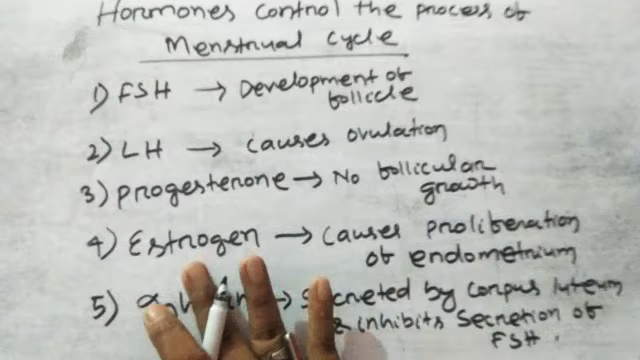 Hormones control the process of
Menstrual cycle
1) FSH → Development of
follicle
2) LH → causes ovulation
3) Progesterone → No follicular
growth
4) Estrogen → causes proliferation
of endometrium
5) → Secreted by corpus luteum
& inhibits secretion of
FSH.